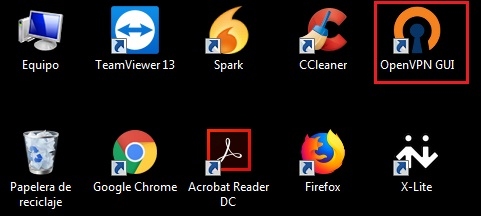 Equipo
TeamViewer 13
Spark
CCleaner
OpenVPN GUI
Papelera de
reciclaje
Google Chrome
Acrobat Reader
DC
Firefox
X-Lite